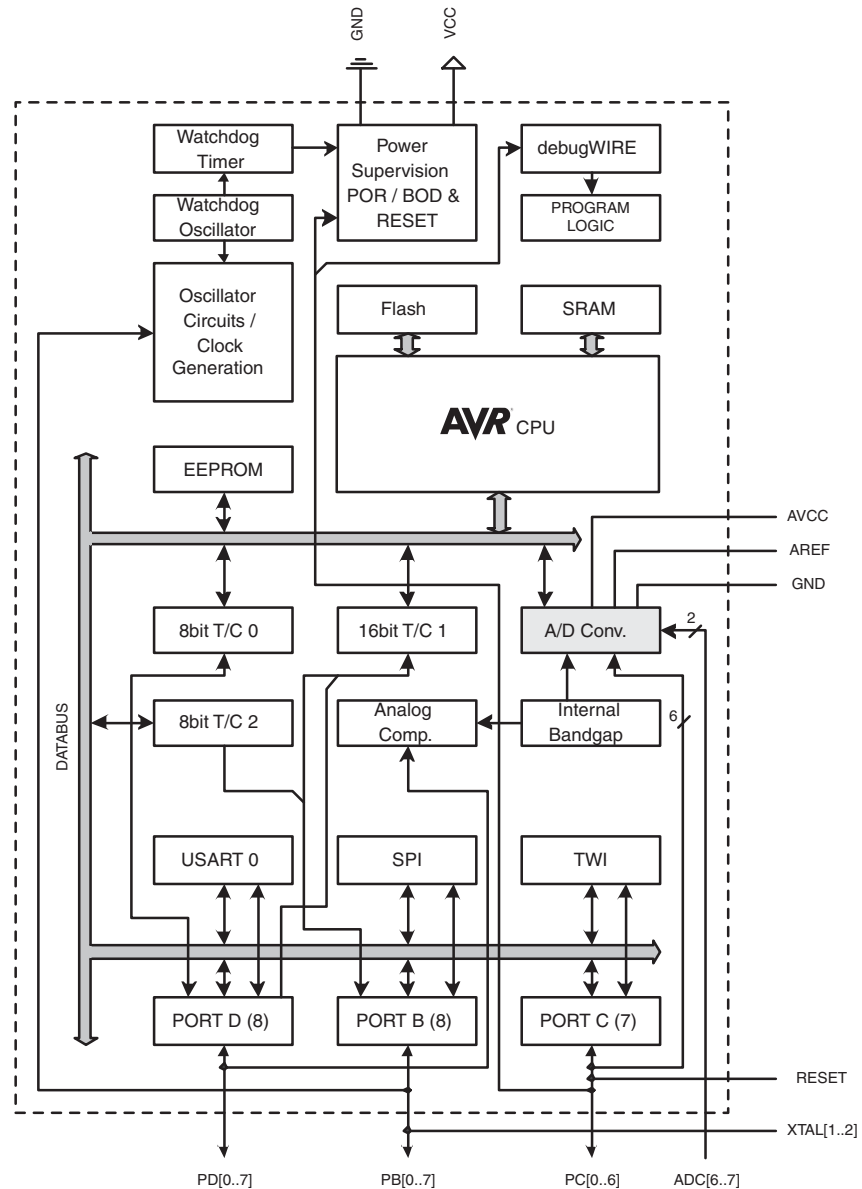 GND
VCC
Watchdog
Timer
Power
Supervision
POR / BOD &
RESET
debugWIRE
Watchdog
Oscillator
PROGRAM
LOGIC
Oscillator
Circuits /
Clock
Generation
Flash
SRAM
AVR CPU
EEPROM
AVCC
AREF
GND
8bit T/C 0
16bit T/C 1
A/D Conv.
2
DATABUS
8bit T/C 2
Analog
Comp.
Internal
Bandgap
6
USART 0
SPI
TWI
PORT D (8)
PORT B (8)
PORT C (7)
RESET
XTAL[1..2]
PD[0..7]
PB[0..7]
PC[0..6]
ADC[6..7]